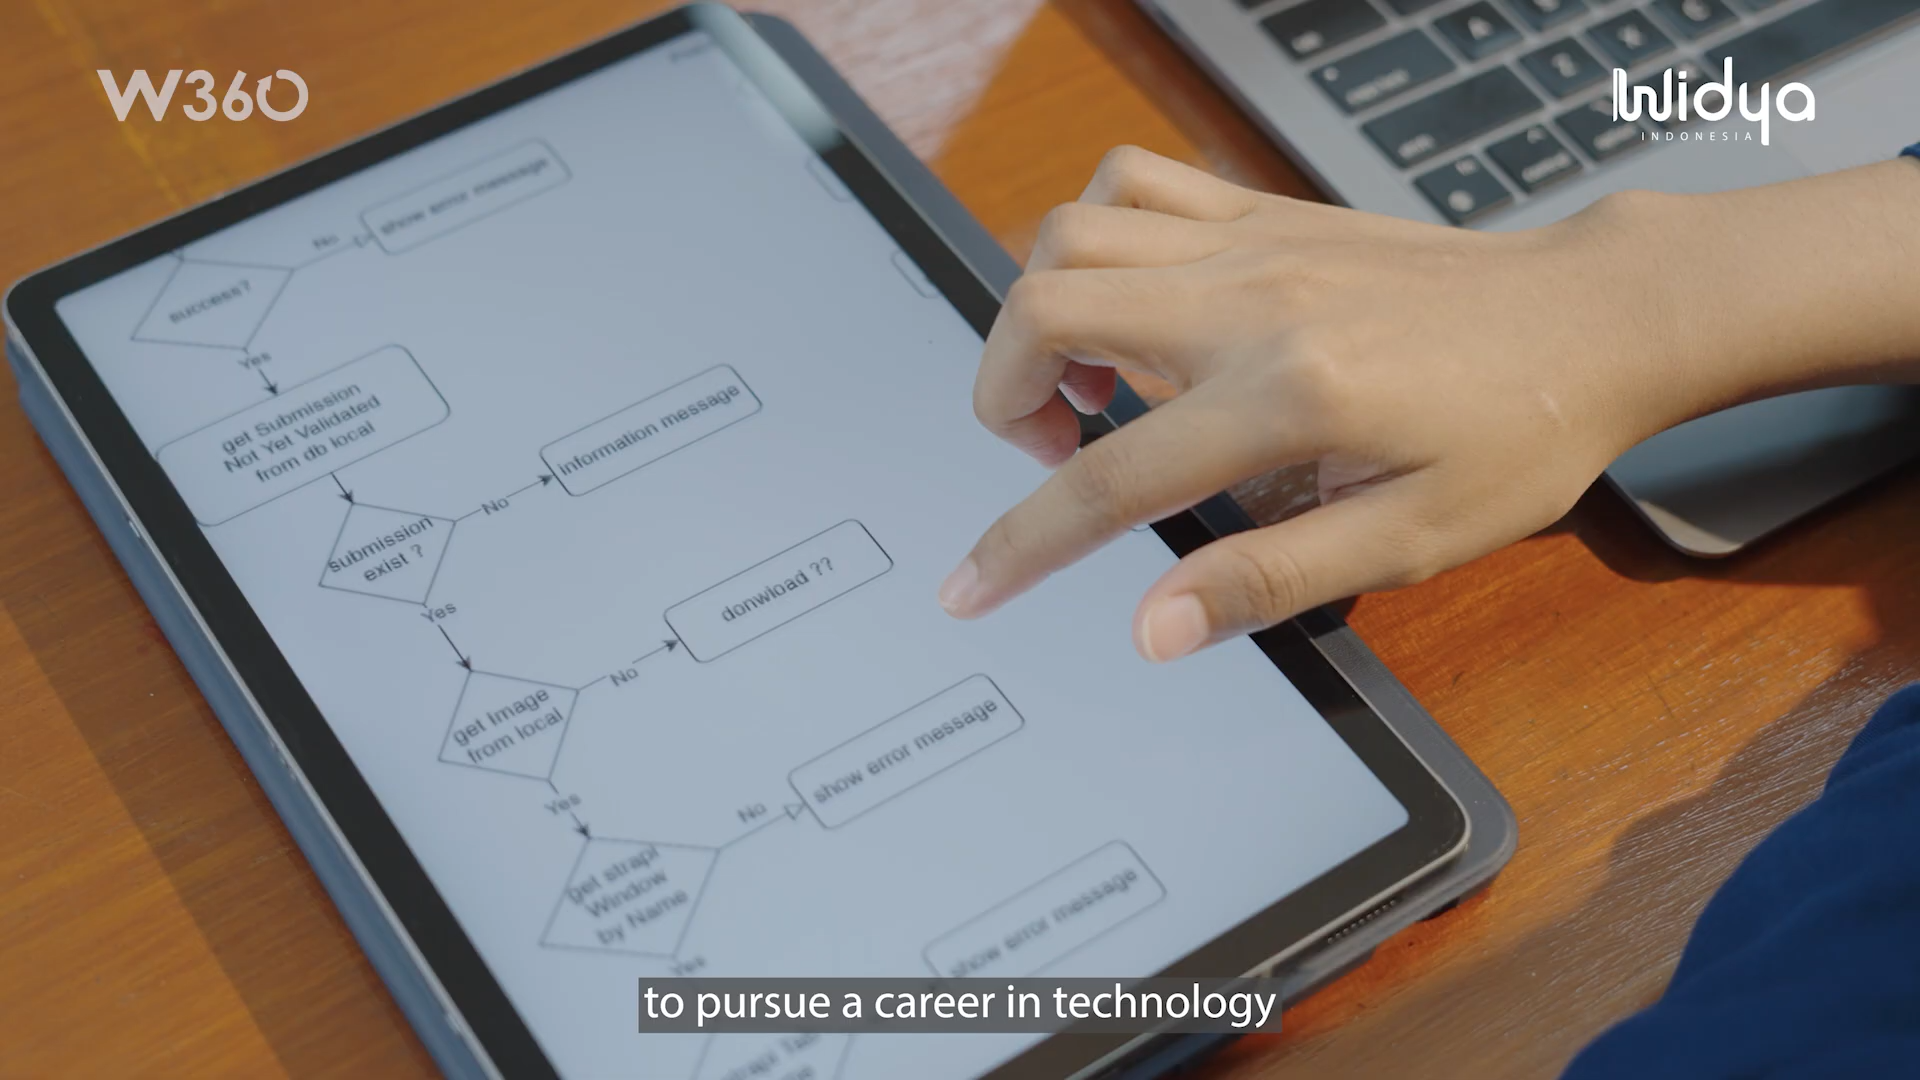 W360
Widya
INDONESIA
show error message
No
success?
Yes
get Submission
Not Yet Validated
from db local
information message
No
submission
exist ?
Yes
donwload ??
No
get Image
from local
Yes
show error message
No
get strapi
Window
by Name
Yes
show error message
to pursue a career in technology